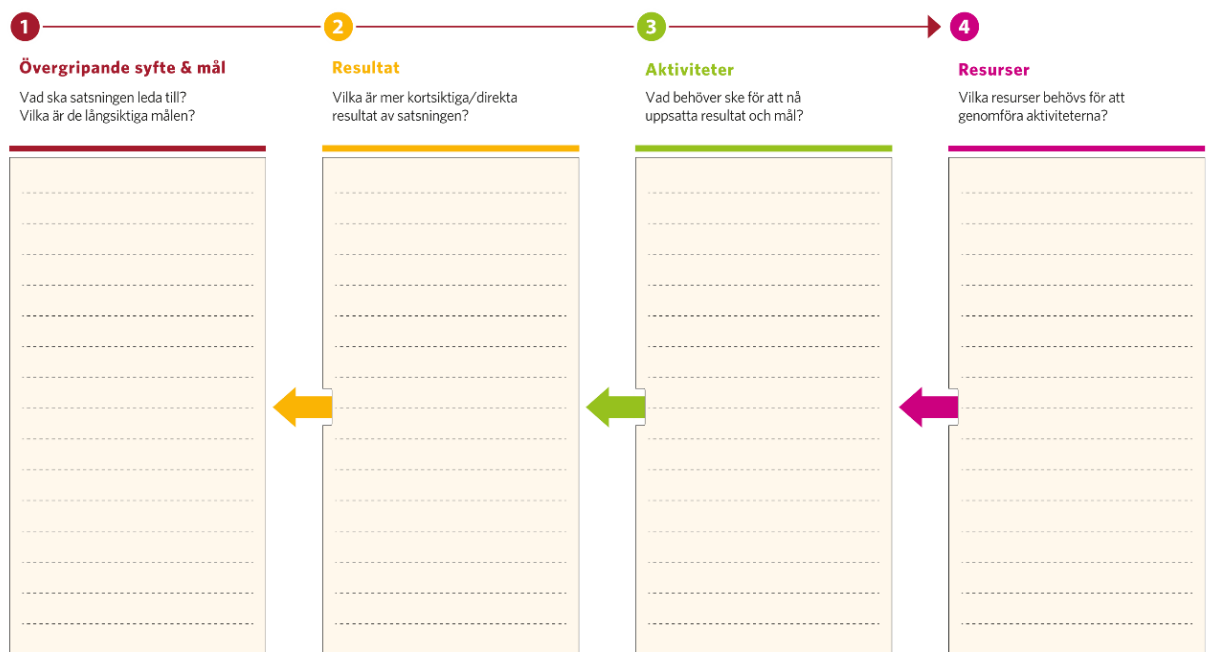 1
2
3
4
Övergripande syfte & mål
Vad ska satsningen leda till?
Vilka är de långsiktiga målen?
Resultat
Vilka är mer kortsiktiga/direkta
resultat av satsningen?
Aktiviteter
Vad behöver ske för att nå
uppsatta resultat och mål?
Resurser
Vilka resurser behövs för att
genomföra aktiviteterna?